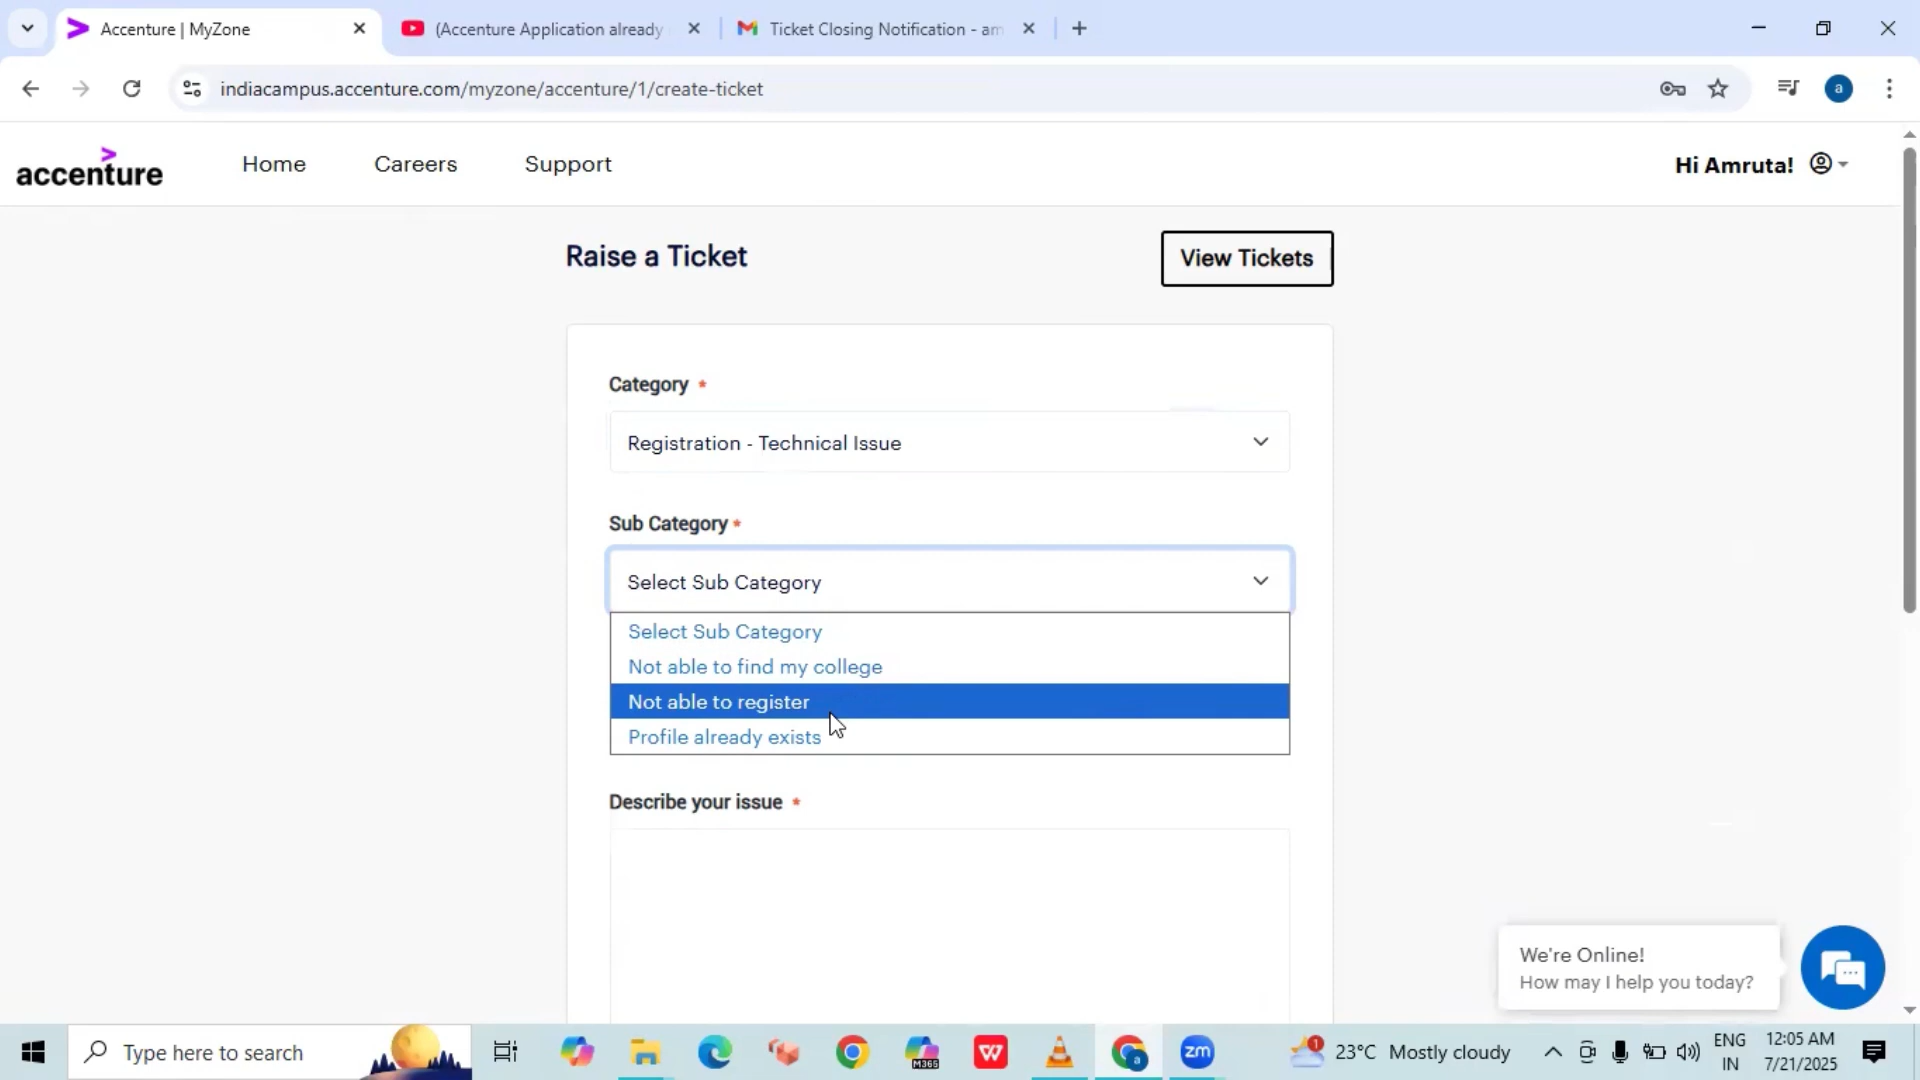 Accenture | MyZone
(Accenture Application already
Ticket Closing Notification - am
indiacampus.accenture.com/myzone/accenture/1/create-ticket
a
accenture
Home
Careers
Support
Hi Amruta!
Raise a Ticket
View Tickets
Category *
Registration - Technical Issue
Sub Category *
Select Sub Category
Select Sub Category
Not able to find my college
Not able to register
Profile already exists
Describe your issue *
We're Online!
How may I help you today?
Type here to search
M365
W
a
zm
1
23°C Mostly cloudy
ENG
IN
12:05 AM
7/21/2025